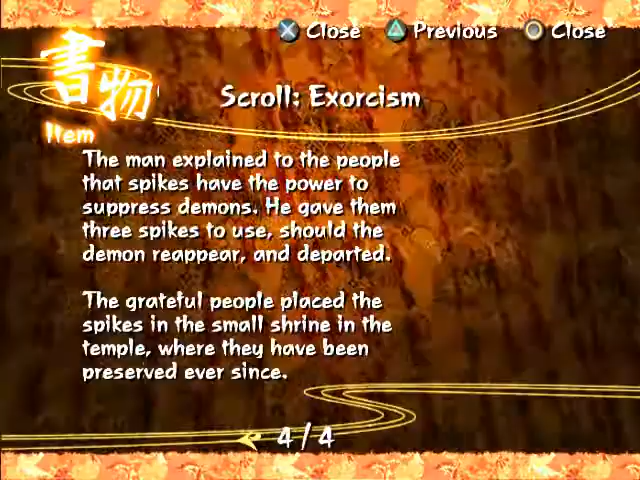 Close Previous Close
書物
Item
Scroll: Exorcism
The man explained to the people
that spikes have the power to
suppress demons. He gave them
three spikes to use, should the
demon reappear, and departed.
The grateful people placed the
spikes in the small shrine in the
temple, where they have been
preserved ever since.
4/4